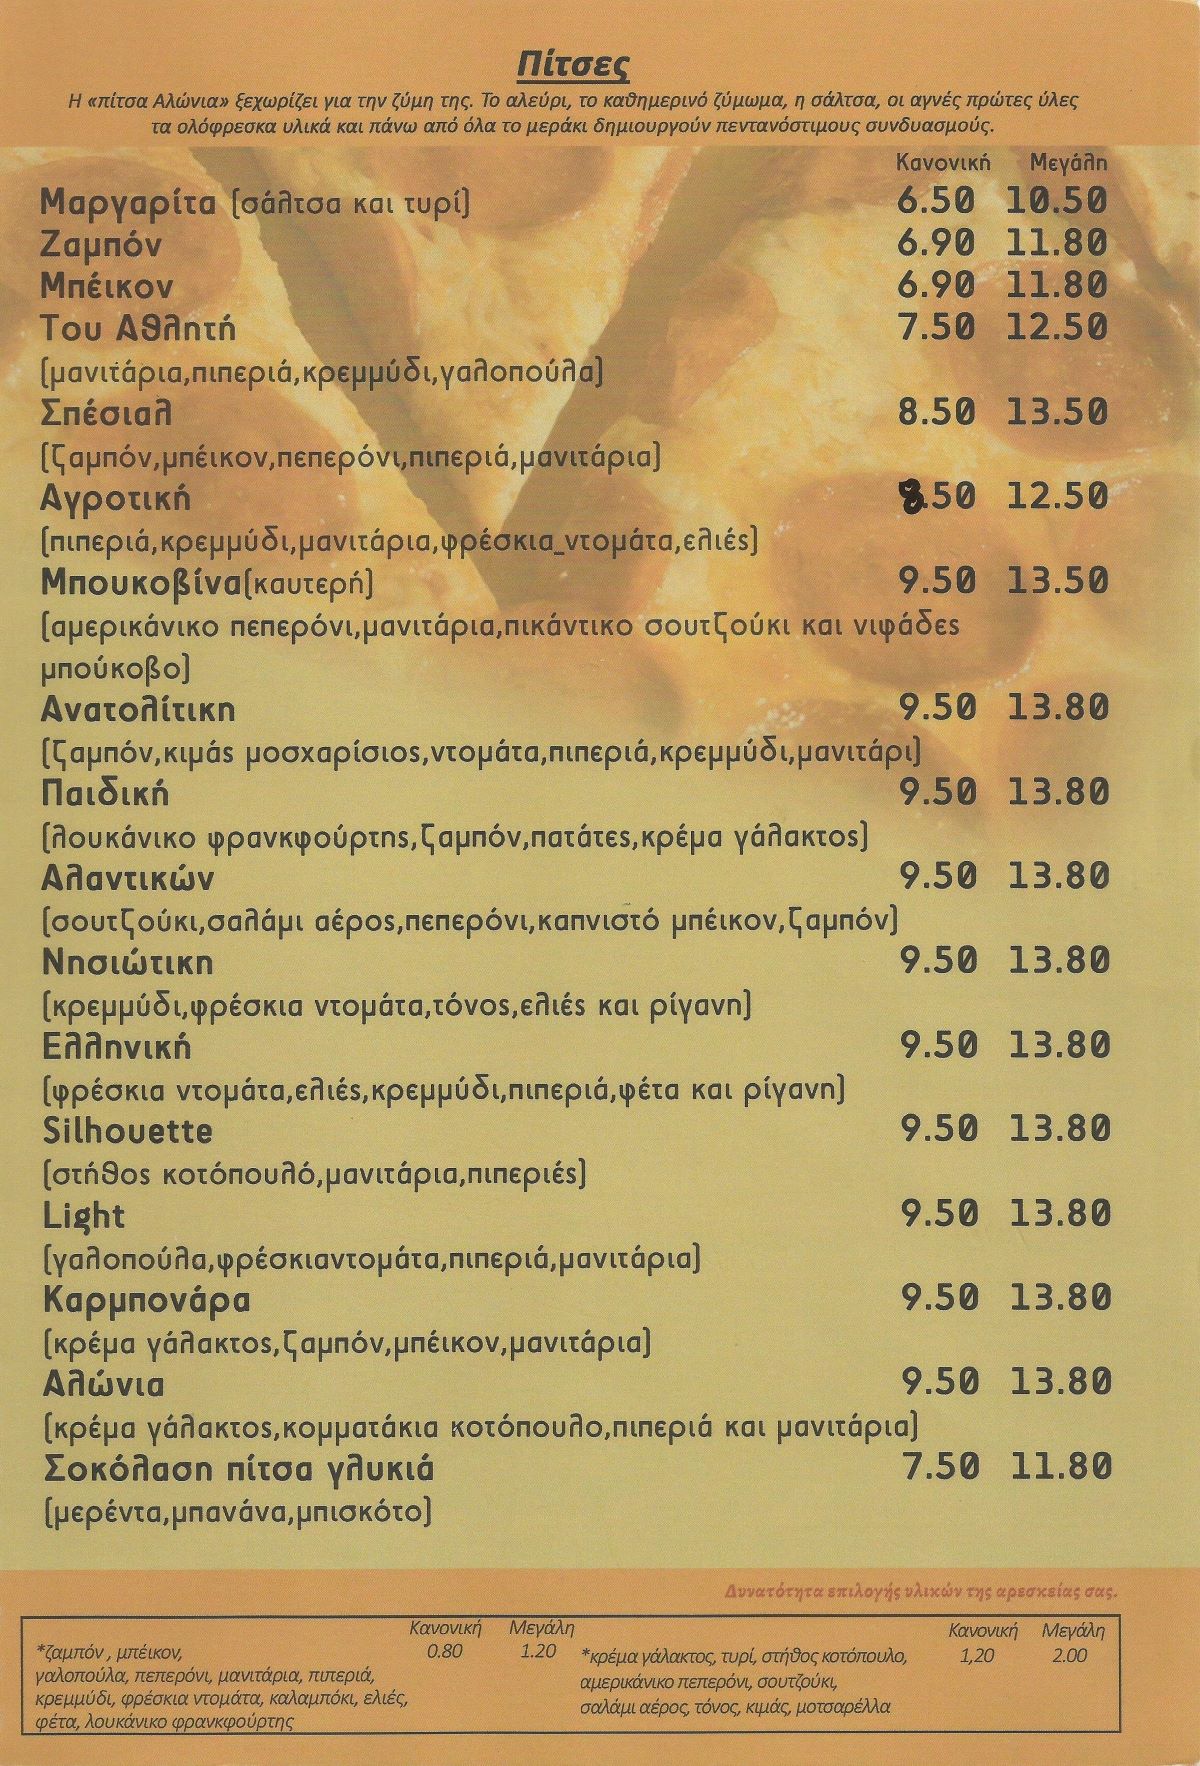 Πίτσες
Η «πίτσα Αλώνια» ξεχωρίζει για την ζύμη της. Το αλεύρι, το καθημερινό ζύμωμα, η σάλτσα, οι αγνές πρώτες ύλες
τα ολόφρεσκα υλικά και πάνω από όλα το μεράκι δημιουργούν πεντανόστιμους συνδυασμούς.
Κανονική Μεγάλη
Μαργαρίτα (σάλτσα και τυρί) 6.50 10.50
Ζαμπόν 6.90 11.80
Μπέικον 6.90 11.80
Του Αθλητή 7.50 12.50
(μανιτάρια,πιπεριά,κρεμμύδι,γαλοπούλα)
Σπέσιαλ 8.50 13.50
(ζαμπόν,μπέικον,πεπερόνι,πιπεριά,μανιτάρια)
Αγροτική 8.50 12.50
(πιπεριά,κρεμμύδι,μανιτάρια,φρέσκια_ντομάτα,ελιές)
Μπουκοβίνα(καυτερή) 9.50 13.50
(αμερικάνικο πεπερόνι,μανιτάρια,πικάντικο σουτζούκι και νιφάδες
μπούκοβο)
Ανατολίτικη 9.50 13.80
(ζαμπόν,κιμάς μοσχαρίσιος,ντομάτα,πιπεριά,κρεμμύδι,μανιτάρι)
Παιδική 9.50 13.80
(λουκάνικο φρανκφούρτης,ζαμπόν,πατάτες,κρέμα γάλακτος)
Αλαντικών 9.50 13.80
(σουτζούκι,σαλάμι αέρος,πεπερόνι,καπνιστό μπέικον,ζαμπόν)
Νησιώτικη 9.50 13.80
(κρεμμύδι,φρέσκια ντομάτα,τόνος,ελιές και ρίγανη)
Ελληνική 9.50 13.80
(φρέσκια ντομάτα,ελιές,κρεμμύδι,πιπεριά,φέτα και ρίγανη)
Silhouette 9.50 13.80
(στήθος κοτόπουλό,μανιτάρια,πιπεριές)
Light 9.50 13.80
(γαλοπούλα,φρέσκιαντομάτα,πιπεριά,μανιτάρια)
Καρμπονάρα 9.50 13.80
(κρέμα γάλακτος,ζαμπόν,μπέικον,μανιτάρια)
Αλώνια 9.50 13.80
(κρέμα γάλακτος,κομματάκια κοτόπουλο,πιπεριά και μανιτάρια)
Σοκόλαση πίτσα γλυκιά 7.50 11.80
(μερέντα,μπανάνα,μπισκότο)
Δυνατότητα επιλογής υλικών της αρεσκείας σας.
Κανονική Μεγάλη
*ζαμπόν , μπέικον, 0.80 1.20
γαλοπούλα, πεπερόνι, μανιτάρια, πιπεριά,
κρεμμύδι, φρέσκια ντομάτα, καλαμπόκι, ελιές,
φέτα, λουκάνικο φρανκφούρτης
Κανονική Μεγάλη
*κρέμα γάλακτος, τυρί, στήθος κοτόπουλο, 1,20 2.00
αμερικάνικο πεπερόνι, σουτζούκι,
σαλάμι αέρος, τόνος, κιμάς, μοτσαρέλλα